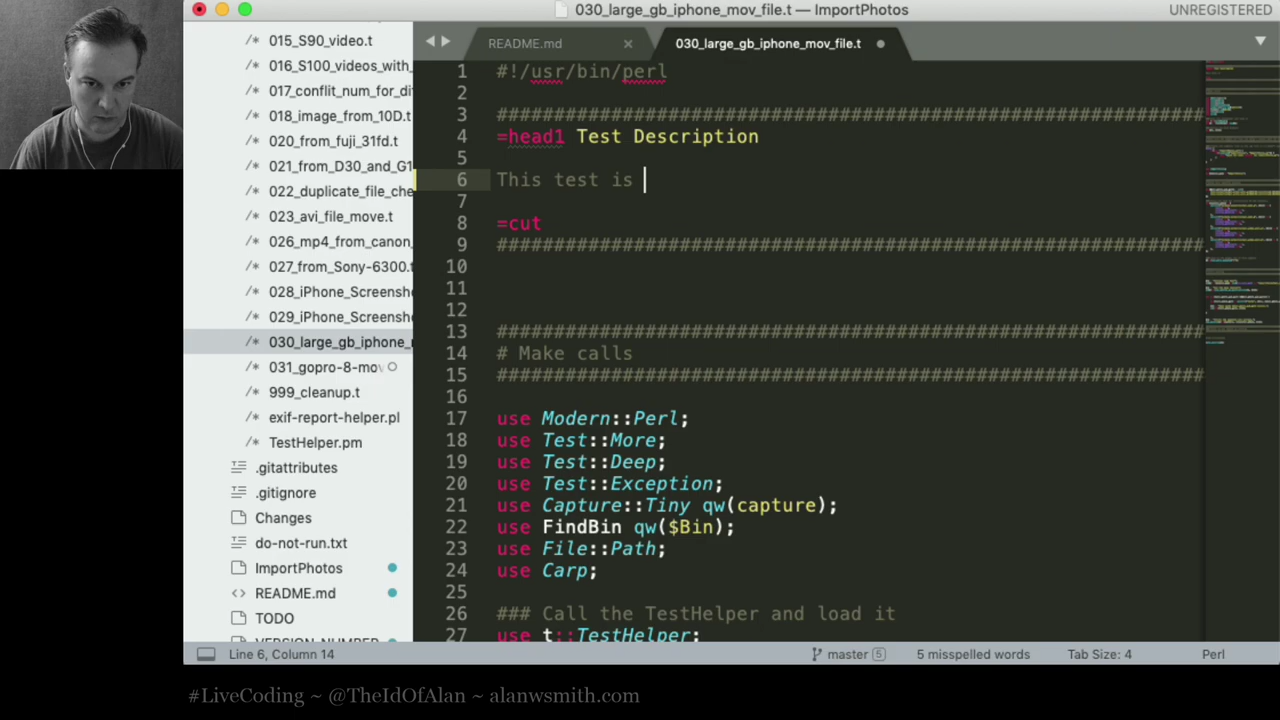 030_large_gb_iphone_mov_file.t — ImportPhotos
UNREGISTERED
/* 015_S90_video.t
/* 016_S100_videos_with_
/* 017_conflit_num_for_di
/* 018_image_from_10D.t
/* 020_from_fuji_31fd.t
/* 021_from_D30_and_G1
/* 022_duplicate_file_che
/* 023_avi_file_move.t
/* 026_mp4_from_canon_
/* 027_from_Sony-6300.t
/* 028_iPhone_Screensho
/* 029_iPhone_Screensho
/* 030_large_gb_iphone_
/* 031_gopro-8-mov
/* 999_cleanup.t
/* exif-report-helper.pl
/* TestHelper.pm
.gitattributes
.gitignore
Changes
do-not-run.txt
ImportPhotos
<> README.md
TODO
VERSION-NUMBER
README.md
030_large_gb_iphone_mov_file.t
1 #!/usr/bin/perl
2
3 ##############################################################
4 =head1 Test Description
5
6 This test is
7
8 =cut
9 ##############################################################
10
11
12
13 ##############################################################
14 # Make calls
15 ##############################################################
16
17 use Modern::Perl;
18 use Test::More;
19 use Test::Deep;
20 use Test::Exception;
21 use Capture::Tiny qw(capture);
22 use FindBin qw($Bin);
23 use File::Path;
24 use Carp;
25
26 ### Call the TestHelper and load it
27 use t::TestHelper;
Line 6, Column 14
master 5
5 misspelled words
Tab Size: 4
Perl
#LiveCoding ~ @TheIdOfAlan ~ alanwsmith.com